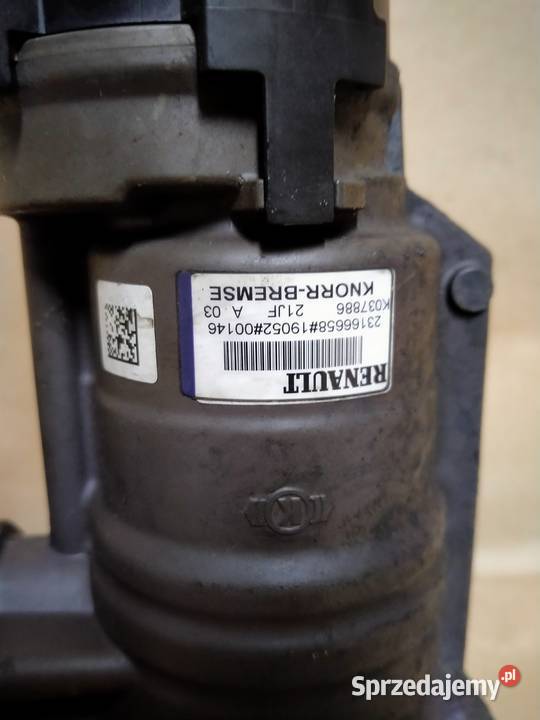 RENAULT
23166658#19052#00146
K037886 21JF A 03
KNORR-BREMSE
K
Sprzedajemy.pl